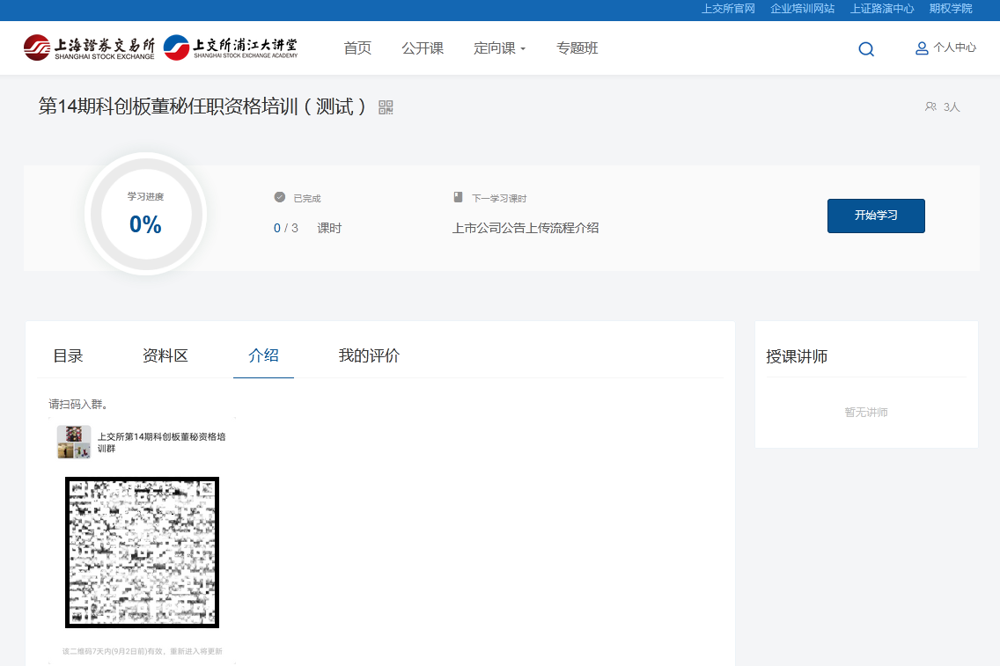 上交所官网 企业培训网站 上证路演中心 期权学院
上海證券交易所 上交所浦江大讲堂 首页 公开课 定向课 专题班 个人中心
SHANGHAI STOCK EXCHANGE SHANGHAI STOCK EXCHANGE ACADEMY
第14期科创板董秘任职资格培训（测试） 3人
学习进度
0%
已完成
0 / 3 课时
下一学习课时
上市公司公告上传流程介绍
开始学习
目录 资料区 介绍 我的评价
请扫码入群。
上交所第14期科创板董秘资格培
训群
该二维码7天内(9月2日前)有效，重新进入将更新
授课讲师
暂无讲师